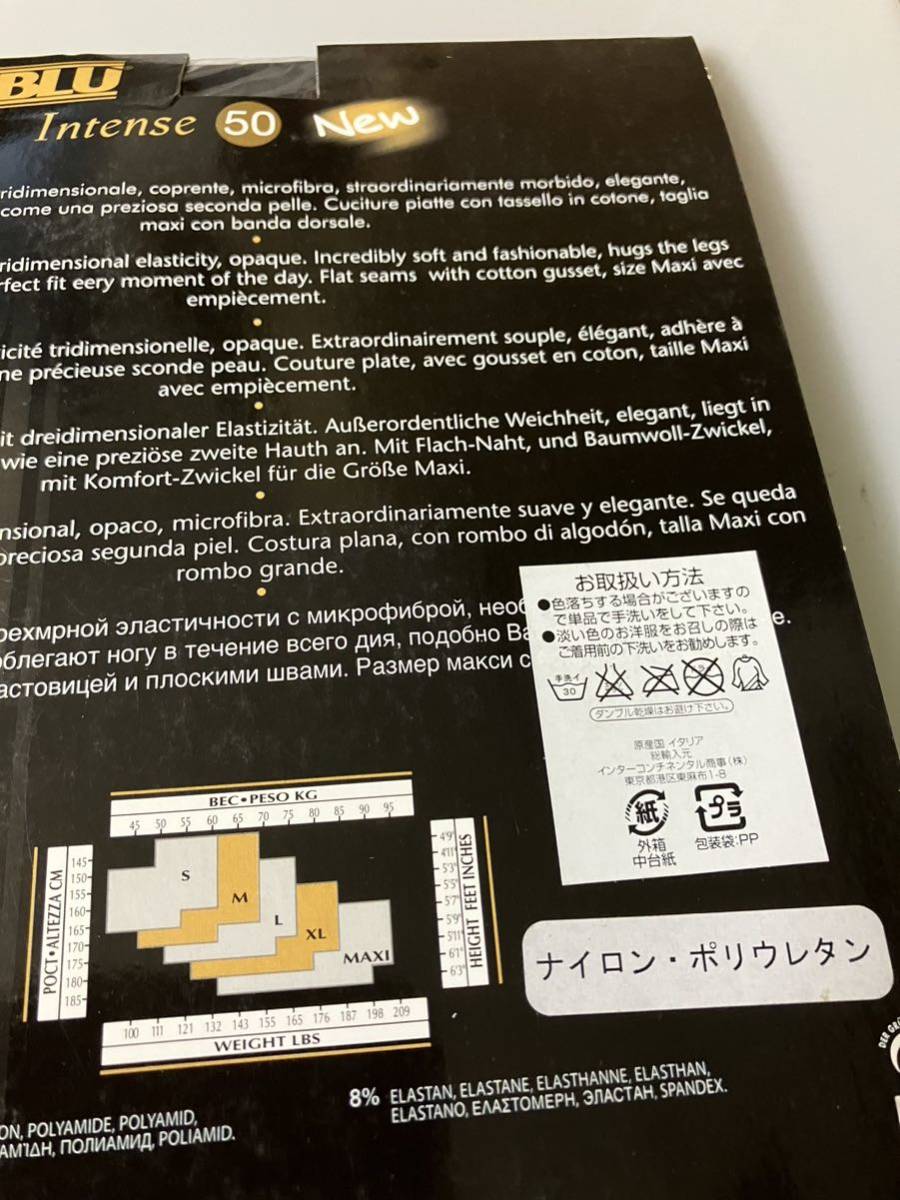 BLU
Intense 50 New
ridimensionale, coprente, microfibra, straordinariamente morbido, elegante,
come una preziosa seconda pelle. Cuciture piatte con tassello in cotone, taglia
maxi con banda dorsale.
ridimensional elasticity, opaque. Incredibly soft and fashionable, hugs the legs
rfect fit eery moment of the day. Flat seams with cotton gusset, size Maxi avec
empiècement.
icité tridimensionelle, opaque. Extraordinairement souple, élégant, adhère à
ne précieuse sconde peau. Couture plate, avec gousset en coton, taille Maxi
avec empiècement.
it dreidimensionaler Elastizität. Außerordentliche Weichheit, elegant, liegt in
wie eine preziöse zweite Hauth an. Mit Flach-Naht, und Baumwoll-Zwickel,
mit Komfort-Zwickel für die Größe Maxi.
nsional, opaco, microfibra. Extraordinariamente suave y elegante. Se queda
preciosa segunda piel. Costura plana, con rombo di algodón, talla Maxi con
rombo grande.
рехмрной эластичности с микрофиброй, необ
облегают ногу в течение всего дия, подобно Ва е.
астовицей и плоскими швами. Размер макси с
お取扱い方法
●色落ちする場合がございますの
で単品で手洗いをして下さい。
●淡い色のお洋服をお召しの際は
ご着用前の下洗いをお勧めします。
手洗イ
30
タンブル乾燥はお避け下さい。
原産国 イタリア
総輸入元
インターコンチネンタル商事(株)
東京都港区東麻布1-8
紙 プラ
外箱 包装袋:PP
中台紙
ナイロン・ポリウレタン
ВЕС•PESO KG
45 50 55 60 65 70 75 80 85 90 95
РОСТ•ALTEZZA CM
145
150
155
160
165
170
175
180
185
S
M
L
XL
MAXI
4'9"
4'11"
5'3"
5'5"
5'7"
5'9"
5'11"
6'1"
6'3"
HEIGHT FEET INCHES
100 111 121 132 143 155 165 176 187 198 209
WEIGHT LBS
8% ELASTAN, ELASTANE, ELASTHANNE, ELASTHAN,
ELASTANO, ΕΛΑΣΤΟΜΕΡΗ, ЭЛАСТАН, SPANDEX.
ON, POLYAMIDE, POLYAMID,
ΑΜΊΔΗ, ПОЛИАМИД, POLIAMID.
DER GRÜ